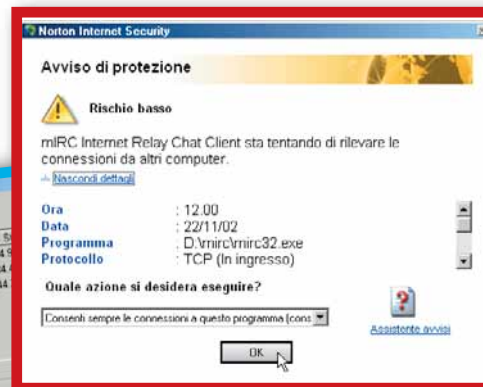 Norton Internet Security
Avviso di protezione
Rischio basso
mIRC Internet Relay Chat Client sta tentando di rilevare le
connessioni da altri computer.
Nascondi dettagli
Ora : 12.00
Data : 22/11/02
Programma : D:\mirc\mirc32.exe
Protocollo : TCP (In ingresso)
Quale azione si desidera eseguire?
Consenti sempre le connessioni a questo programma (cons
Assistente avvisi
OK